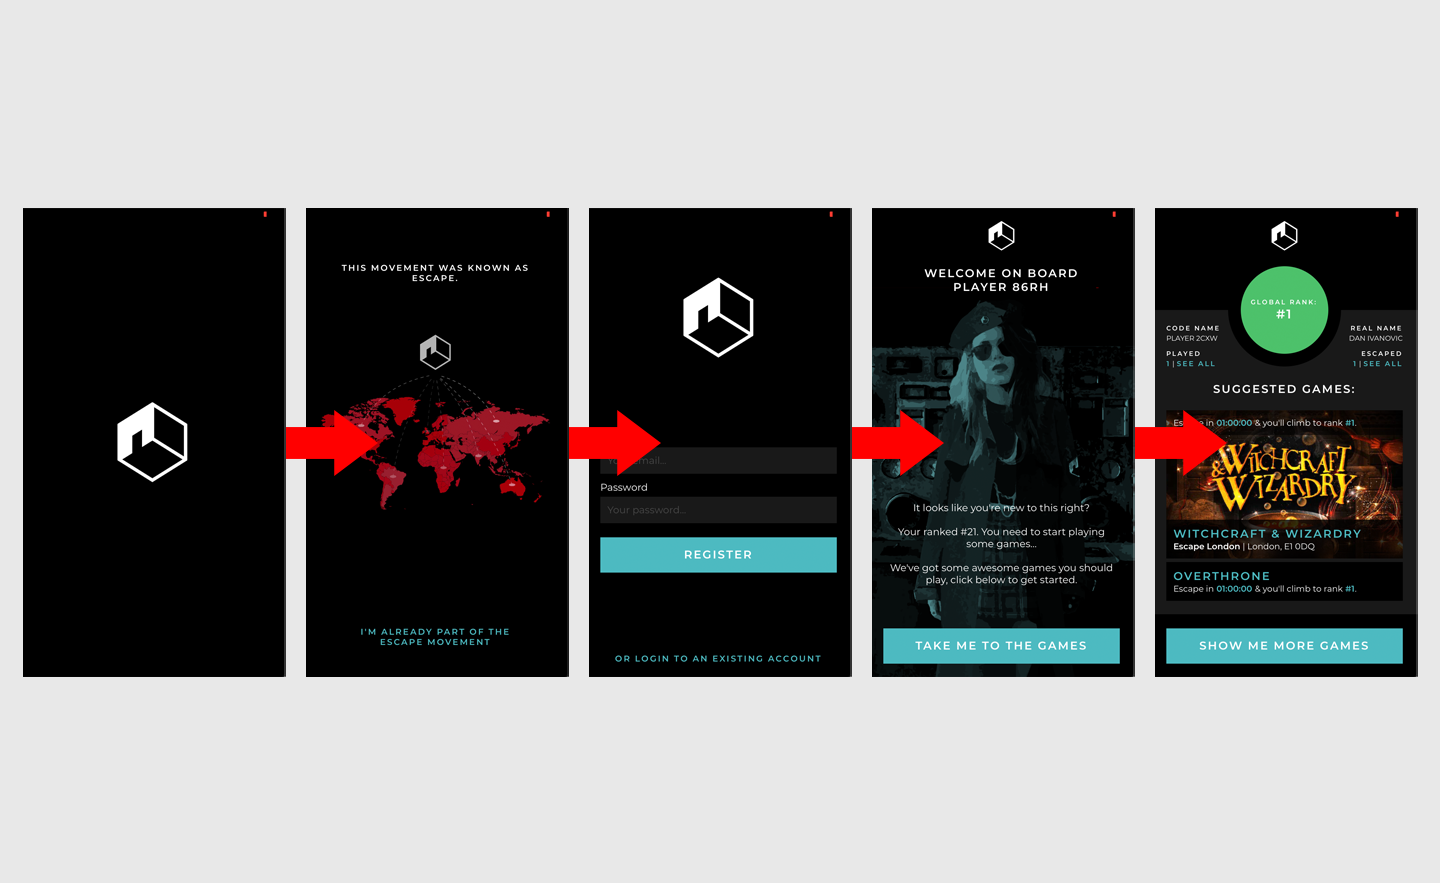 THIS MOVEMENT WAS KNOWN AS
ESCAPE.
I'M ALREADY PART OF THE
ESCAPE MOVEMENT
email...
Password
Your password...
REGISTER
OR LOGIN TO AN EXISTING ACCOUNT
WELCOME ON BOARD
PLAYER 86RH
It looks like you're new to this right?
Your ranked #21. You need to start playing
some games...
We've got some awesome games you should
play, click below to get started.
TAKE ME TO THE GAMES
GLOBAL RANK:
#1
CODE NAME
PLAYER 2CXW
REAL NAME
DAN IVANOVIC
PLAYED
1 | SEE ALL
ESCAPED
1 | SEE ALL
SUGGESTED GAMES:
Escape in 01:00:00 & you'll climb to rank #1.
WITCHCRAFT
& WIZARDRY
WITCHCRAFT & WIZARDRY
Escape London | London, E1 0DQ
OVERTHRONE
Escape in 01:00:00 & you'll climb to rank #1.
SHOW ME MORE GAMES